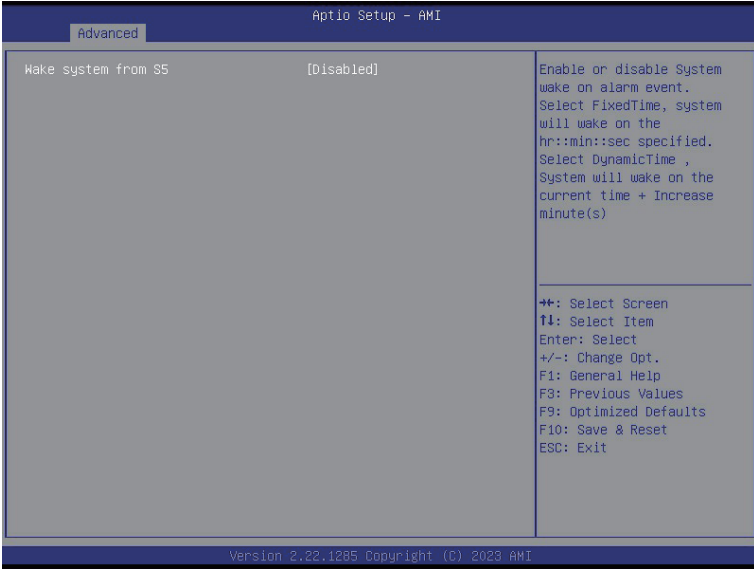 Aptio Setup – AMI
Advanced
Wake system from S5 [Disabled]
Enable or disable System
wake on alarm event.
Select FixedTime, system
will wake on the
hr::min::sec specified.
Select DynamicTime ,
System will wake on the
current time + Increase
minute(s)
→←: Select Screen
↑↓: Select Item
Enter: Select
+/-: Change Opt.
F1: General Help
F3: Previous Values
F9: Optimized Defaults
F10: Save & Reset
ESC: Exit
Version 2.22.1285 Copyright (C) 2023 AMI